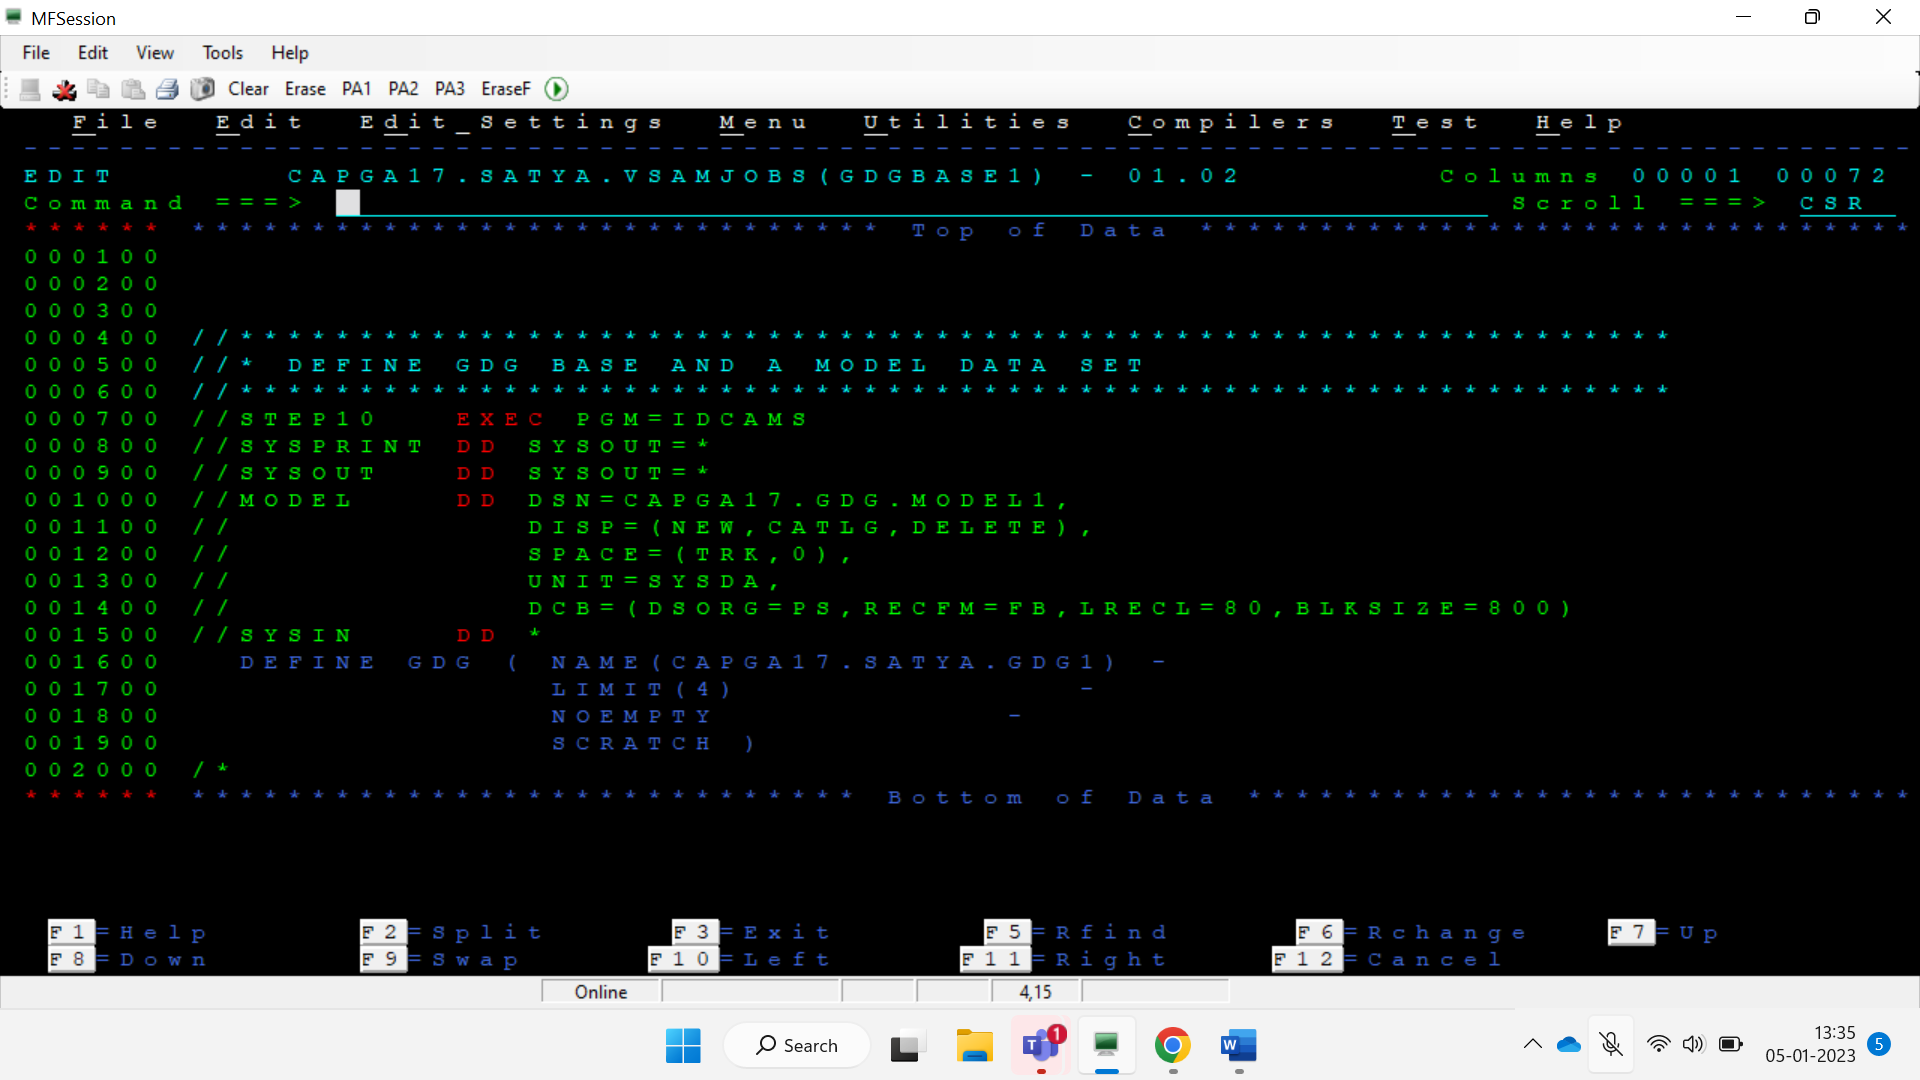 MFSession
File Edit View Tools Help
Clear Erase PA1 PA2 PA3 EraseF
File Edit Edit_Settings Menu Utilities Compilers Test Help
- - - - - - - - - - - - - - - - - - - - - - - - - - - - - - - - - - - - - - - - - - - - - - - - - - - - - - - - - - - - - - - - - - - - - - - - - - - - - - -
EDIT CAPGA17.SATYA.VSAMJOBS(GDGBASE1) - 01.02 Columns 00001 00072
Command ===> Scroll ===> CSR
****** ***************************** Top of Data ******************************
000100
000200
000300
000400 //************************************************************
000500 //* DEFINE GDG BASE AND A MODEL DATA SET
000600 //************************************************************
000700 //STEP10 EXEC PGM=IDCAMS
000800 //SYSPRINT DD SYSOUT=*
000900 //SYSOUT DD SYSOUT=*
001000 //MODEL DD DSN=CAPGA17.GDG.MODEL1,
001100 // DISP=(NEW,CATLG,DELETE),
001200 // SPACE=(TRK,0),
001300 // UNIT=SYSDA,
001400 // DCB=(DSORG=PS,RECFM=FB,LRECL=80,BLKSIZE=800)
001500 //SYSIN DD *
001600 DEFINE GDG ( NAME(CAPGA17.SATYA.GDG1) -
001700 LIMIT(4) -
001800 NOEMPTY -
001900 SCRATCH )
002000 /*
****** **************************** Bottom of Data ****************************
F1=Help F2=Split F3=Exit F5=Rfind F6=Rchange F7=Up
F8=Down F9=Swap F10=Left F11=Right F12=Cancel
Online 4,15
Search 1 13:35 5
05-01-2023